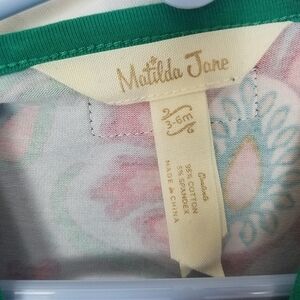 Matilda Jane
3-6m
95% COTTON
5% SPANDEX
MADE IN CHINA